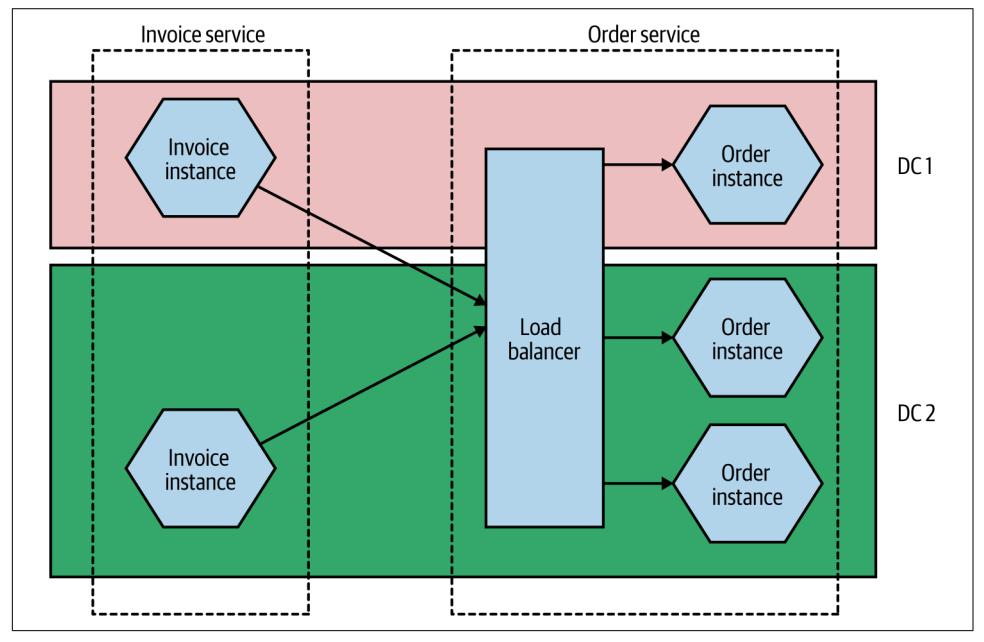 Invoice service
Order service
Invoice
instance
Order
instance
DC 1
Load
balancer
Order
instance
DC 2
Invoice
instance
Order
instance